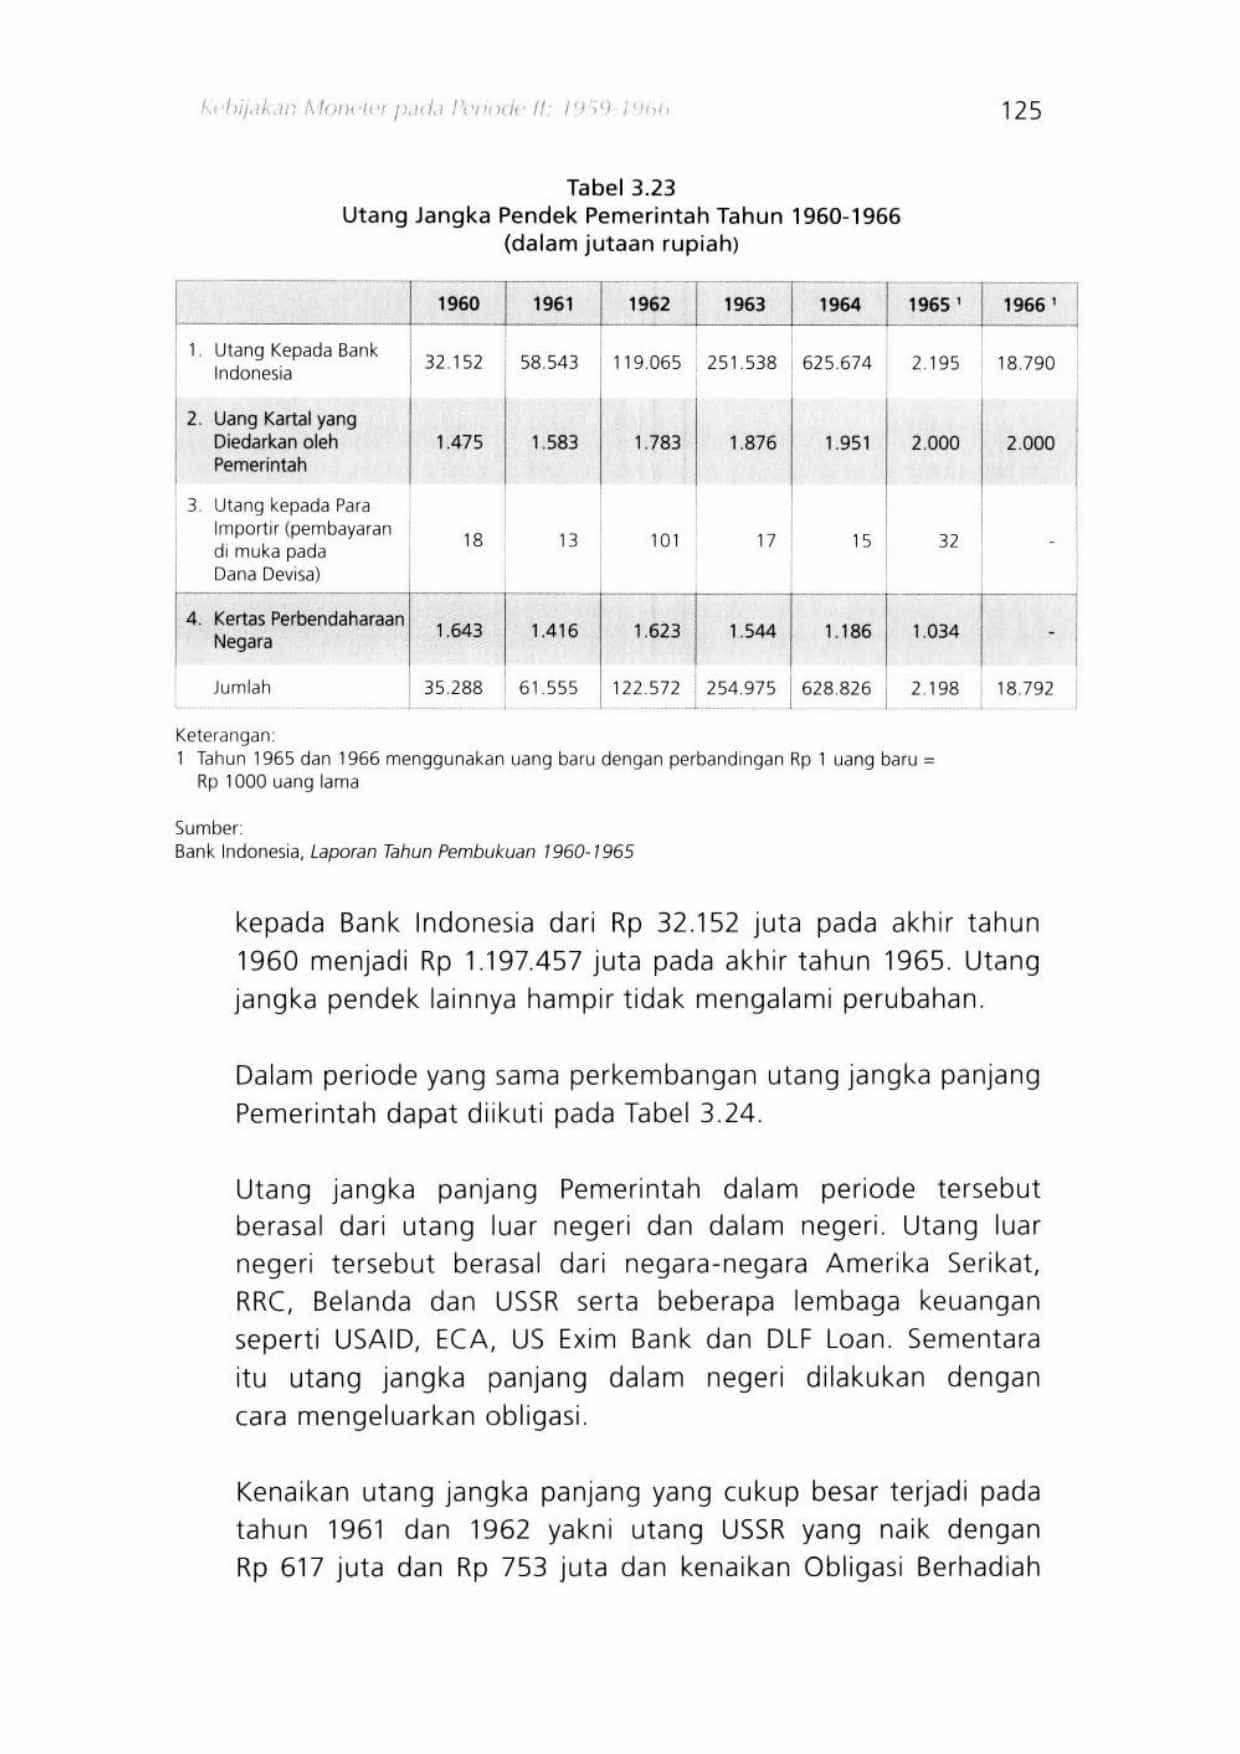 Kebijakan Moneter pada Periode II: 1959-1966
125
Tabel 3.23
Utang Jangka Pendek Pemerintah Tahun 1960-1966
(dalam jutaan rupiah)
1960 1961 1962 1963 1964 1965 ¹ 1966 ¹
1. Utang Kepada Bank
Indonesia
32.152 58.543 119.065 251.538 625.674 2.195 18.790
2. Uang Kartal yang
Diedarkan oleh
Pemerintah
1.475 1.583 1.783 1.876 1.951 2.000 2.000
3. Utang kepada Para
Importir (pembayaran
di muka pada
Dana Devisa)
18 13 101 17 15 32 -
4. Kertas Perbendaharaan
Negara
1.643 1.416 1.623 1.544 1.186 1.034 -
Jumlah 35.288 61.555 122.572 254.975 628.826 2.198 18.792
Keterangan:
1 Tahun 1965 dan 1966 menggunakan uang baru dengan perbandingan Rp 1 uang baru =
Rp 1000 uang lama
Sumber:
Bank Indonesia, Laporan Tahun Pembukuan 1960-1965
kepada Bank Indonesia dari Rp 32.152 juta pada akhir tahun
1960 menjadi Rp 1.197.457 juta pada akhir tahun 1965. Utang
jangka pendek lainnya hampir tidak mengalami perubahan.
Dalam periode yang sama perkembangan utang jangka panjang
Pemerintah dapat diikuti pada Tabel 3.24.
Utang jangka panjang Pemerintah dalam periode tersebut
berasal dari utang luar negeri dan dalam negeri. Utang luar
negeri tersebut berasal dari negara-negara Amerika Serikat,
RRC, Belanda dan USSR serta beberapa lembaga keuangan
seperti USAID, ECA, US Exim Bank dan DLF Loan. Sementara
itu utang jangka panjang dalam negeri dilakukan dengan
cara mengeluarkan obligasi.
Kenaikan utang jangka panjang yang cukup besar terjadi pada
tahun 1961 dan 1962 yakni utang USSR yang naik dengan
Rp 617 juta dan Rp 753 juta dan kenaikan Obligasi Berhadiah